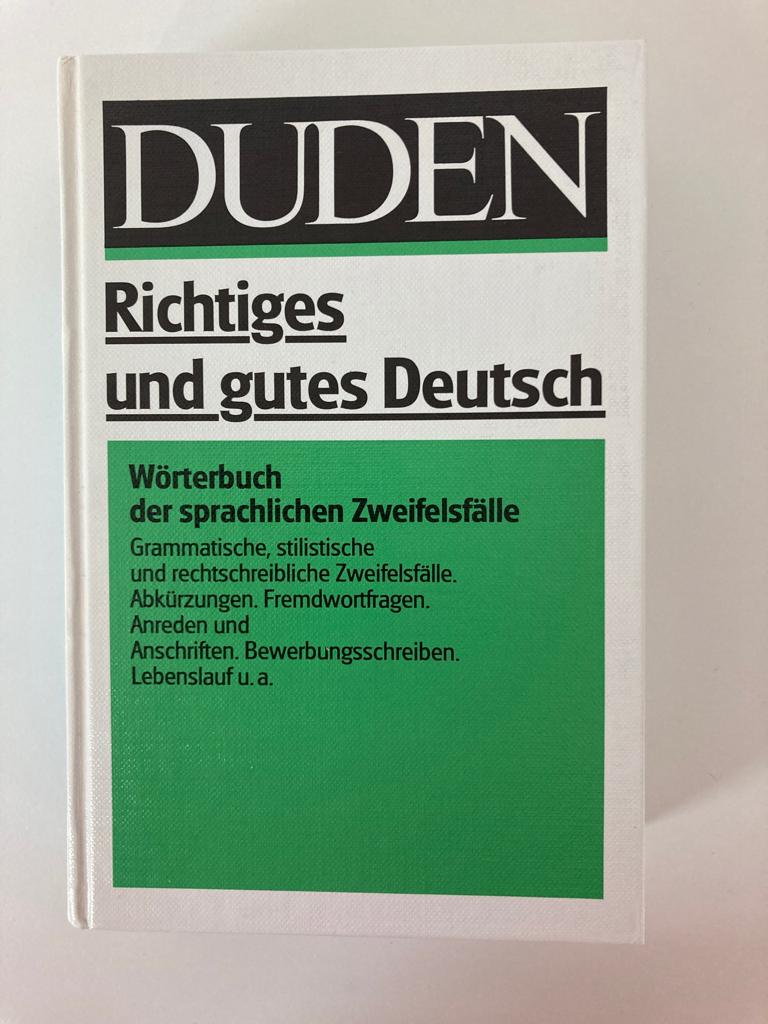 DUDEN
Richtiges
und gutes Deutsch
Wörterbuch
der sprachlichen Zweifelsfälle
Grammatische, stilistische
und rechtschreibliche Zweifelsfälle.
Abkürzungen. Fremdwortfragen.
Anreden und
Anschriften. Bewerbungsschreiben.
Lebenslauf u. a.